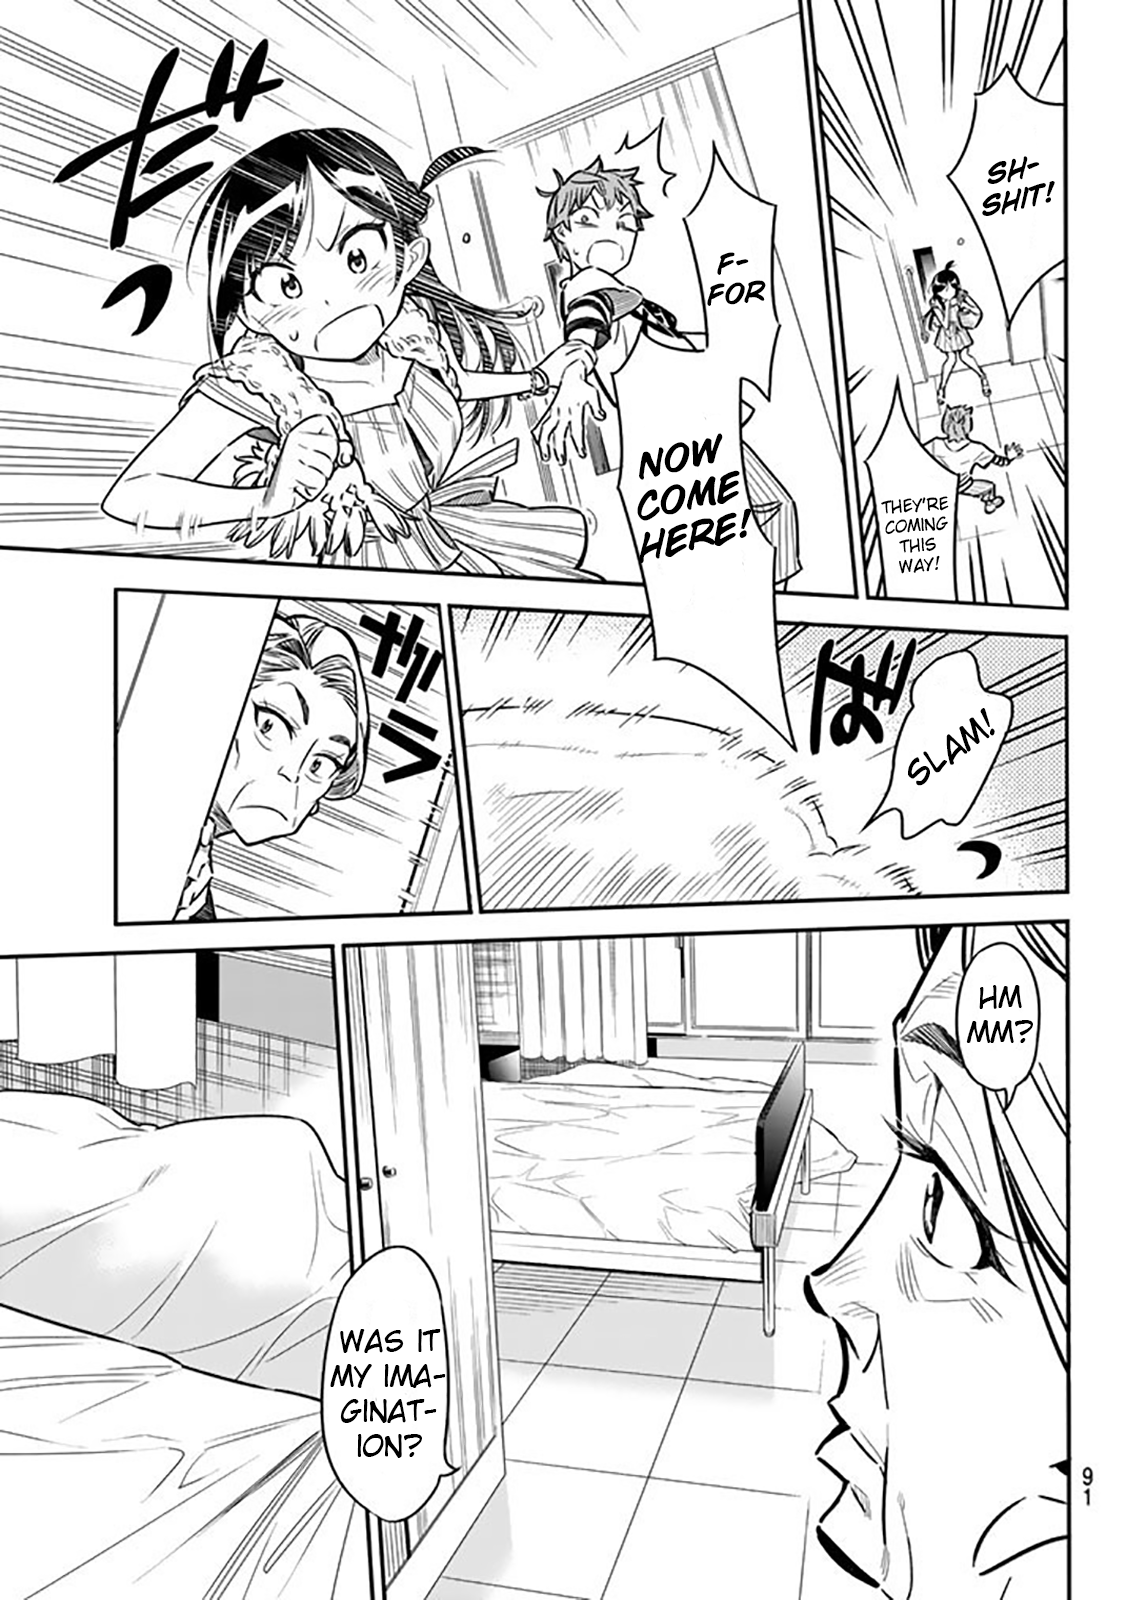 SH-
SHIT!
THEY'RE
COMING
THIS
WAY!
F-
FOR
NOW
COME
HERE!
SLAM!
HM
MM?
WAS IT
MY IMA-
GINAT-
ION?
91